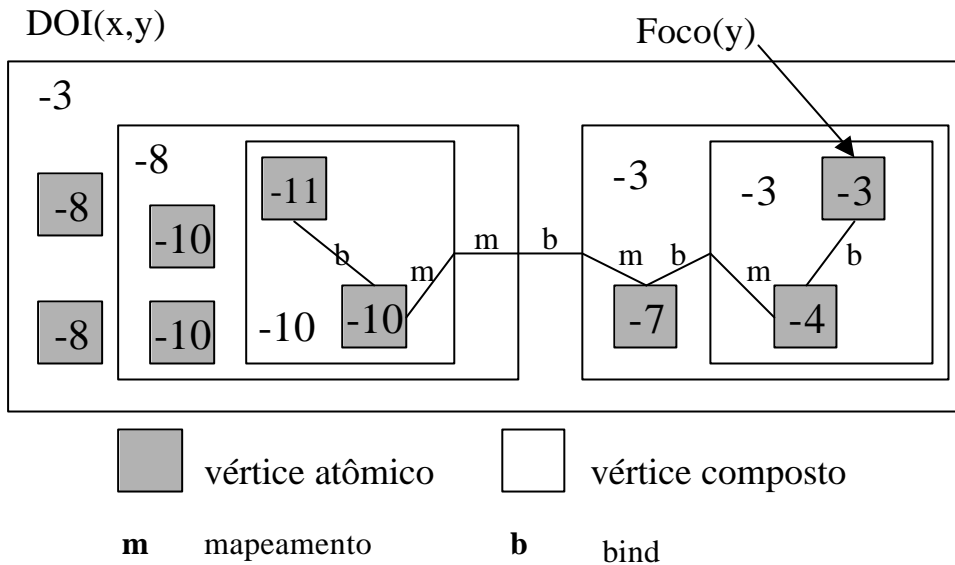 DOI(x,y)
Foco(y)
-3
-8
-11
-3
-3
-3
-8
-10
b
m
m
b
m
b
m
b
-8
-10
-10
-10
-7
-4
vértice atômico
vértice composto
m mapeamento
b bind